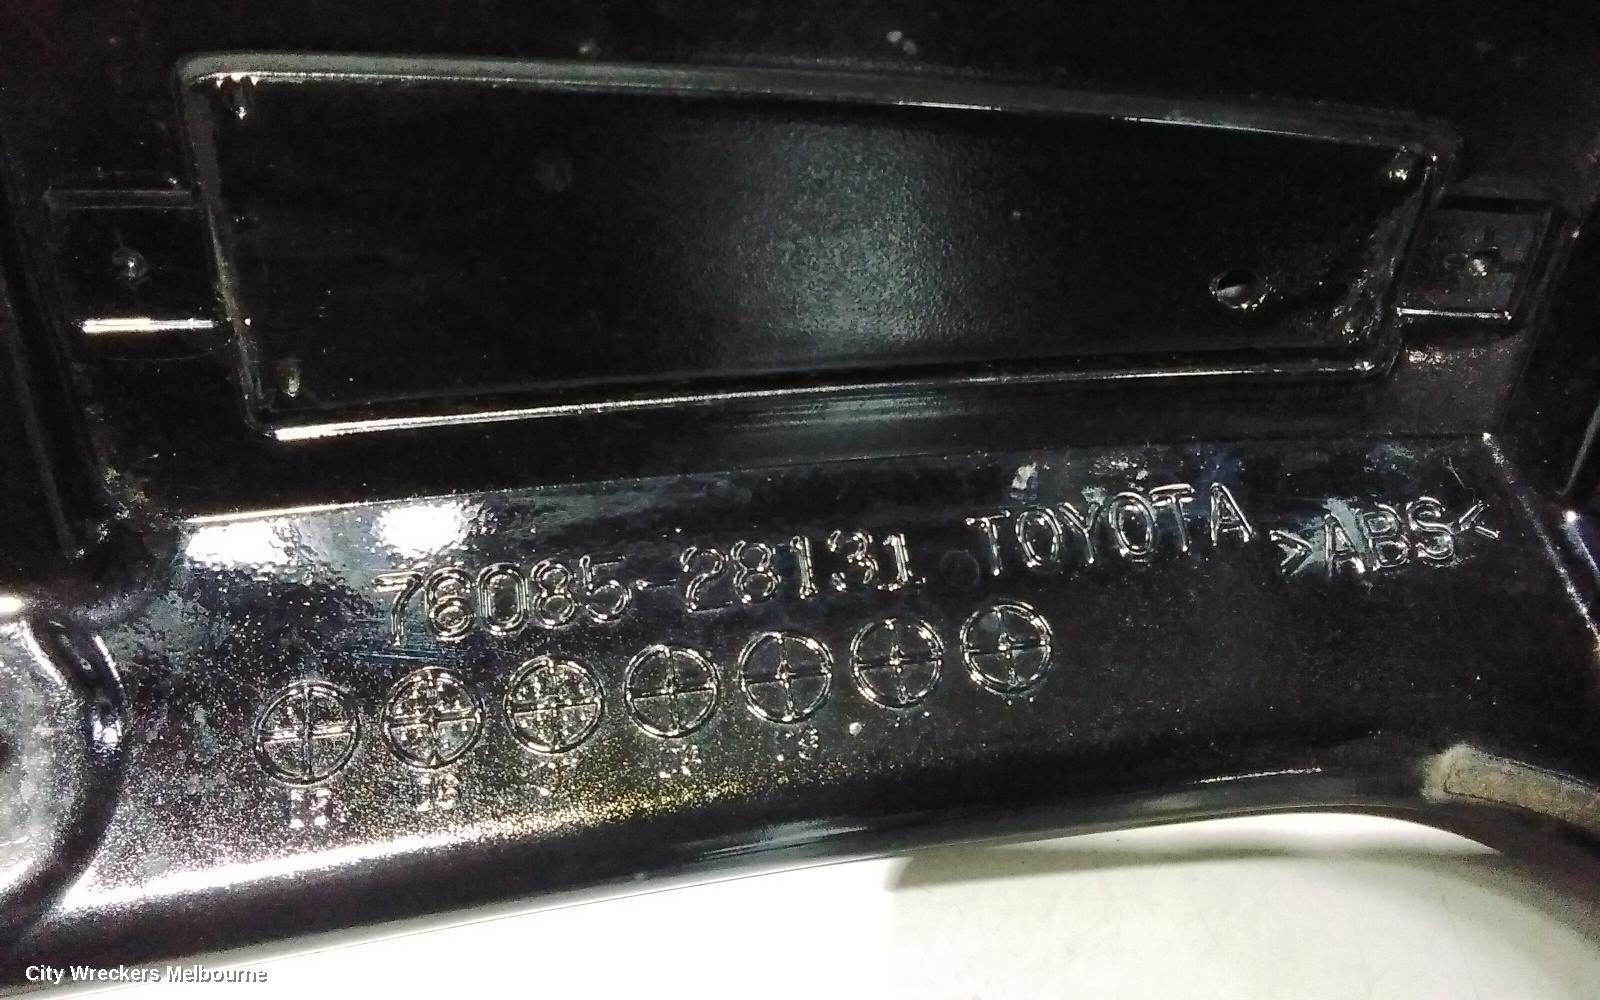 76085-28131 TOYOTA >ABS<
City Wreckers Melbourne